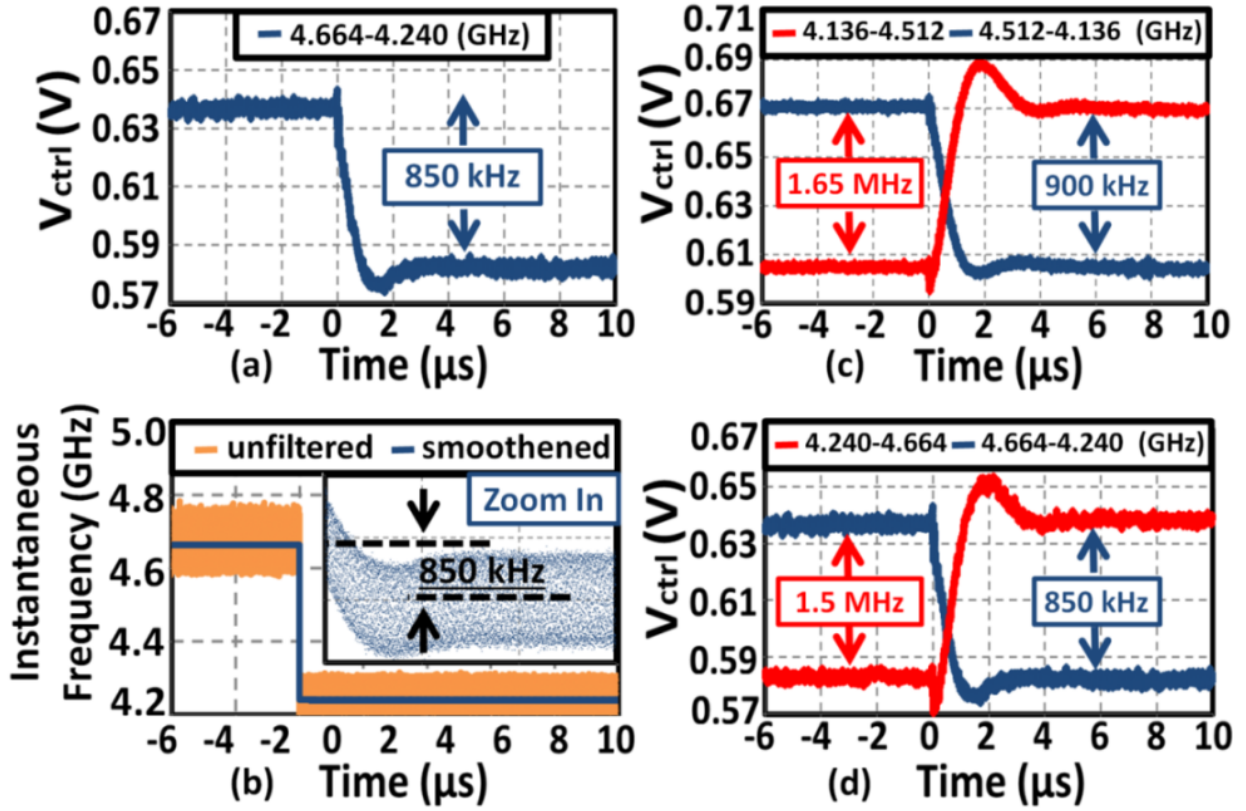 4.664-4.240 (GHz)
0.67
0.65
0.63
0.61
0.59
0.57
Vctrl (V)
850 kHz
-6 -4 -2 0 2 4 6 8 10
(a) Time (μs)
4.136-4.512 4.512-4.136 (GHz)
0.71
0.69
0.67
0.65
0.63
0.61
0.59
Vctrl (V)
1.65 MHz
900 kHz
-6 -4 -2 0 2 4 6 8 10
(c) Time (μs)
unfiltered smoothened
Instantaneous
Frequency (GHz)
5.0
4.8
4.6
4.4
4.2
Zoom In
850 kHz
-6 -4 -2 0 2 4 6 8 10
(b) Time (μs)
4.240-4.664 4.664-4.240 (GHz)
0.67
0.65
0.63
0.61
0.59
0.57
Vctrl (V)
1.5 MHz
850 kHz
-6 -4 -2 0 2 4 6 8 10
(d) Time (μs)